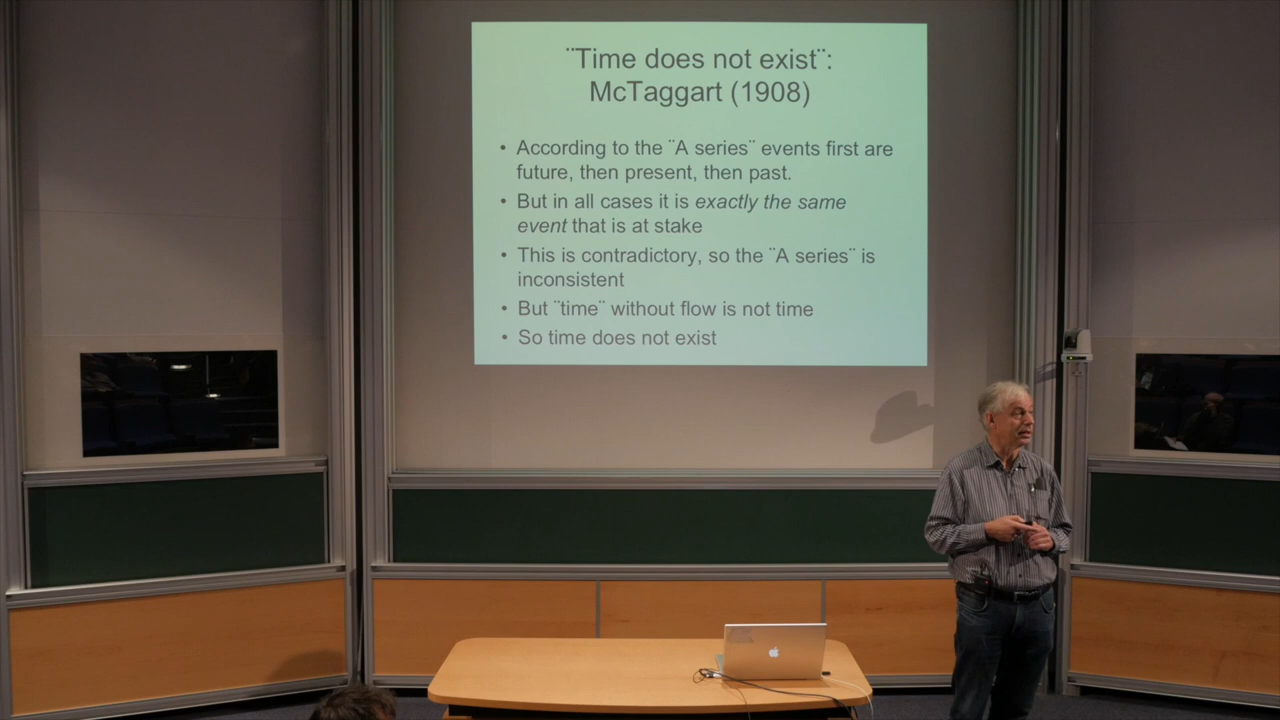 ¨Time does not exist¨:
McTaggart (1908)
• According to the ¨A series¨ events first are
future, then present, then past.
• But in all cases it is exactly the same
event that is at stake
• This is contradictory, so the ¨A series¨ is
inconsistent
• But ¨time¨ without flow is not time
• So time does not exist